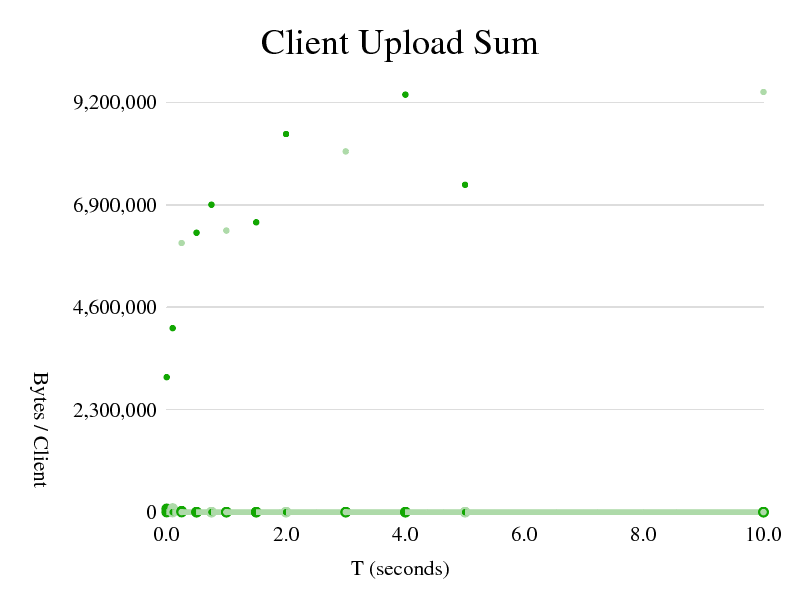 Client Upload Sum
9,200,000
6,900,000
4,600,000
2,300,000
0
Bytes / Client
0.0 2.0 4.0 6.0 8.0 10.0
T (seconds)